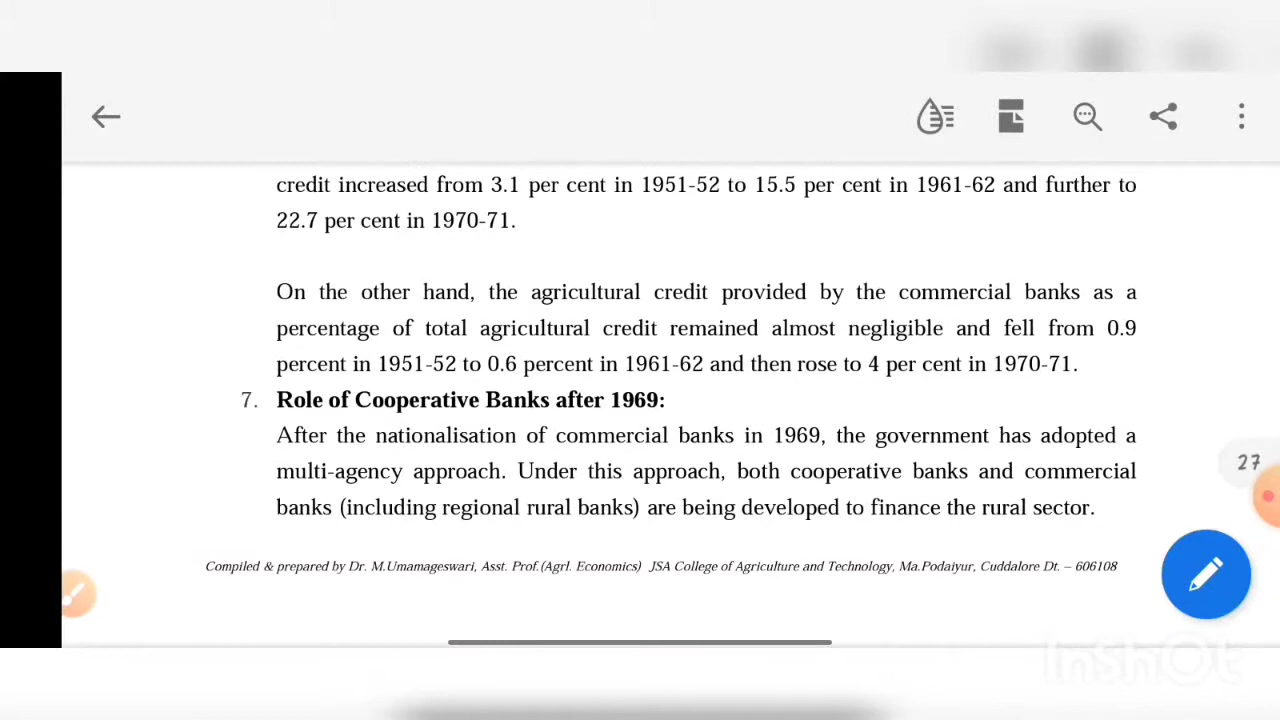 credit increased from 3.1 per cent in 1951-52 to 15.5 per cent in 1961-62 and further to
22.7 per cent in 1970-71.
On the other hand, the agricultural credit provided by the commercial banks as a
percentage of total agricultural credit remained almost negligible and fell from 0.9
percent in 1951-52 to 0.6 percent in 1961-62 and then rose to 4 per cent in 1970-71.
7. Role of Cooperative Banks after 1969:
After the nationalisation of commercial banks in 1969, the government has adopted a
multi-agency approach. Under this approach, both cooperative banks and commercial
27
banks (including regional rural banks) are being developed to finance the rural sector.
Compiled & prepared by Dr. M.Umamageswari, Asst. Prof.(Agrl. Economics) JSA College of Agriculture and Technology, Ma.Podaiyur, Cuddalore Dt. – 606108
InShOt